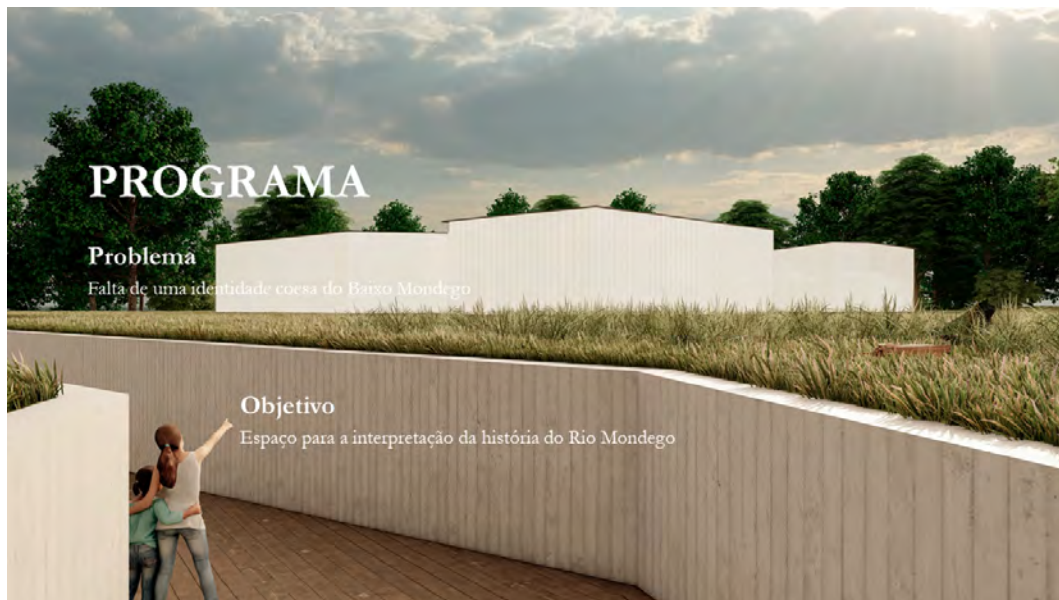 PROGRAMA
Problema
Falta de uma identidade coesa do Baixo Mondego
Objetivo
Espaço para a interpretação da história do Rio Mondego